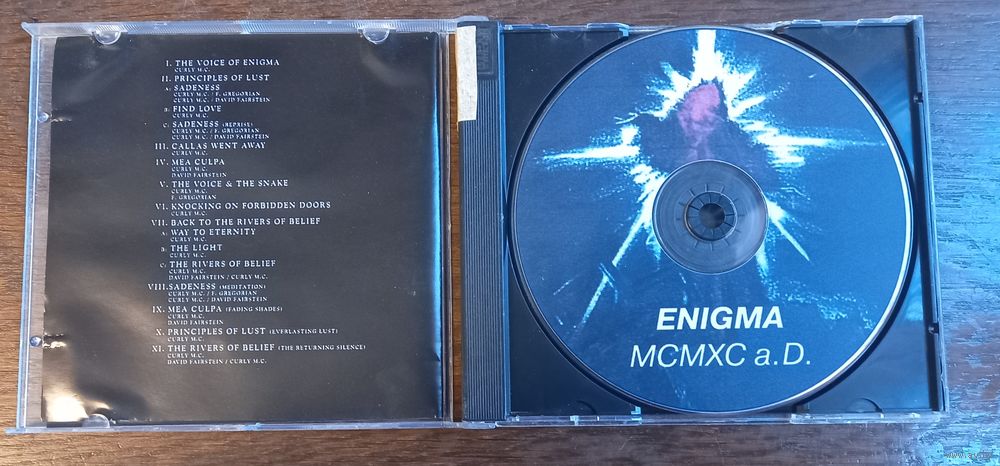 I. THE VOICE OF ENIGMA
CURLY M.C.
II. PRINCIPLES OF LUST
A: SADENESS
CURLY M.C. / F. GREGORIAN
CURLY M.C. / DAVID FAIRSTEIN
B: FIND LOVE
CURLY M.C.
C: SADENESS (REPRISE)
CURLY M.C. / F. GREGORIAN
CURLY M.C. / DAVID FAIRSTEIN
III. CALLAS WENT AWAY
CURLY M.C.
IV. MEA CULPA
CURLY M.C.
DAVID FAIRSTEIN
V. THE VOICE & THE SNAKE
CURLY M.C.
F. GREGORIAN
VI. KNOCKING ON FORBIDDEN DOORS
CURLY M.C.
VII. BACK TO THE RIVERS OF BELIEF
A: WAY TO ETERNITY
CURLY M.C.
B: THE LIGHT
CURLY M.C.
C: THE RIVERS OF BELIEF
CURLY M.C.
DAVID FAIRSTEIN / CURLY M.C.
VIII. SADENESS (MEDITATION)
CURLY M.C. / F. GREGORIAN
CURLY M.C. / DAVID FAIRSTEIN
IX. MEA CULPA (FADING SHADES)
CURLY M.C.
DAVID FAIRSTEIN
X. PRINCIPLES OF LUST (EVERLASTING LUST)
CURLY M.C.
XI. THE RIVERS OF BELIEF (THE RETURNING SILENCE)
CURLY M.C.
DAVID FAIRSTEIN / CURLY M.C.
ENIGMA
MCMXC a.D.